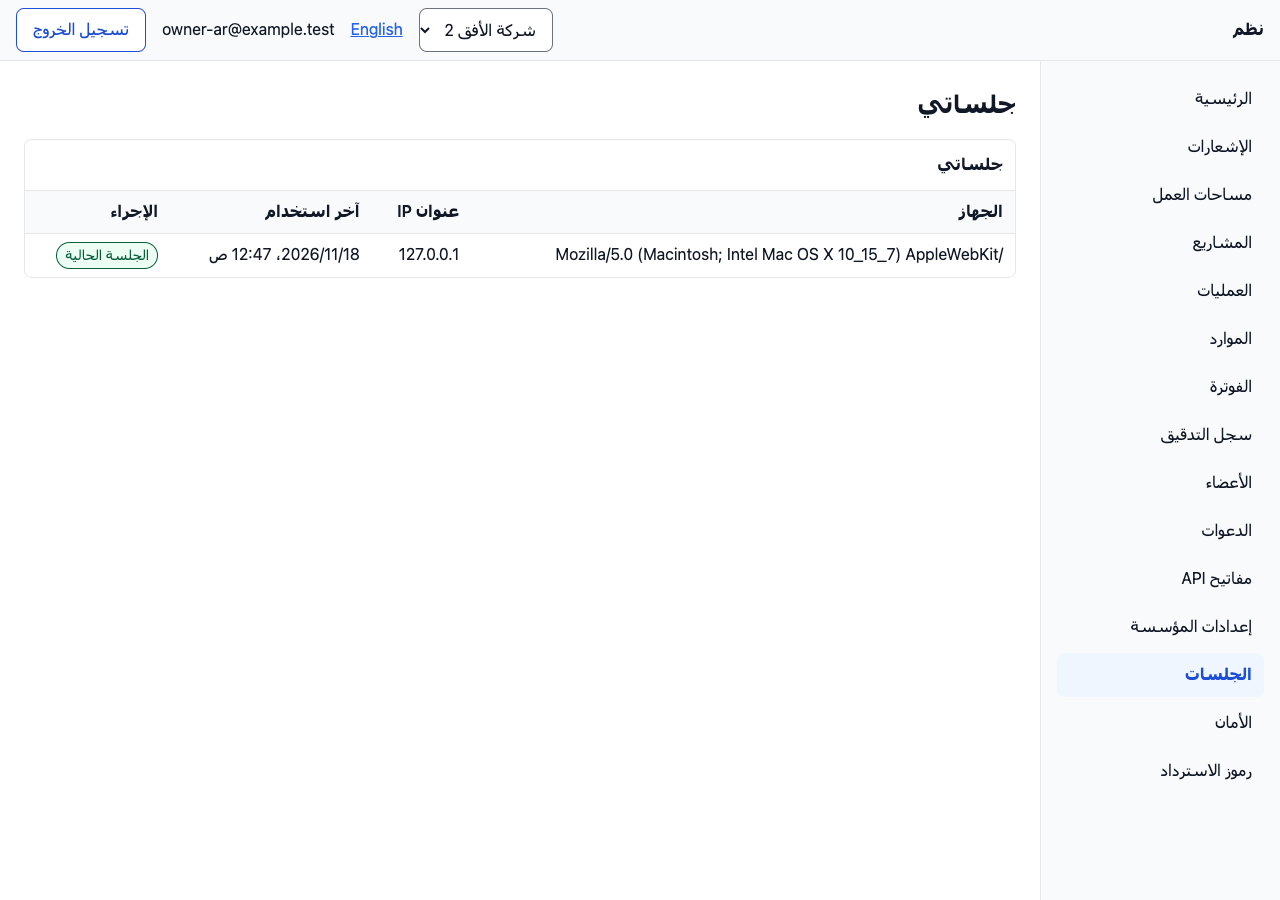 نظم
شركة الأفق 2
English
owner-ar@example.test
تسجيل الخروج
الرئيسية
الإشعارات
مساحات العمل
المشاريع
العمليات
الموارد
الفوترة
سجل التدقيق
الأعضاء
الدعوات
مفاتيح API
إعدادات المؤسسة
الجلسات
الأمان
رموز الاسترداد
جلساتي
جلساتي
الجهاز عنوان IP آخر استخدام الإجراء
Mozilla/5.0 (Macintosh; Intel Mac OS X 10_15_7) AppleWebKit/ 127.0.0.1 2026/11/18، 12:47 ص الجلسة الحالية